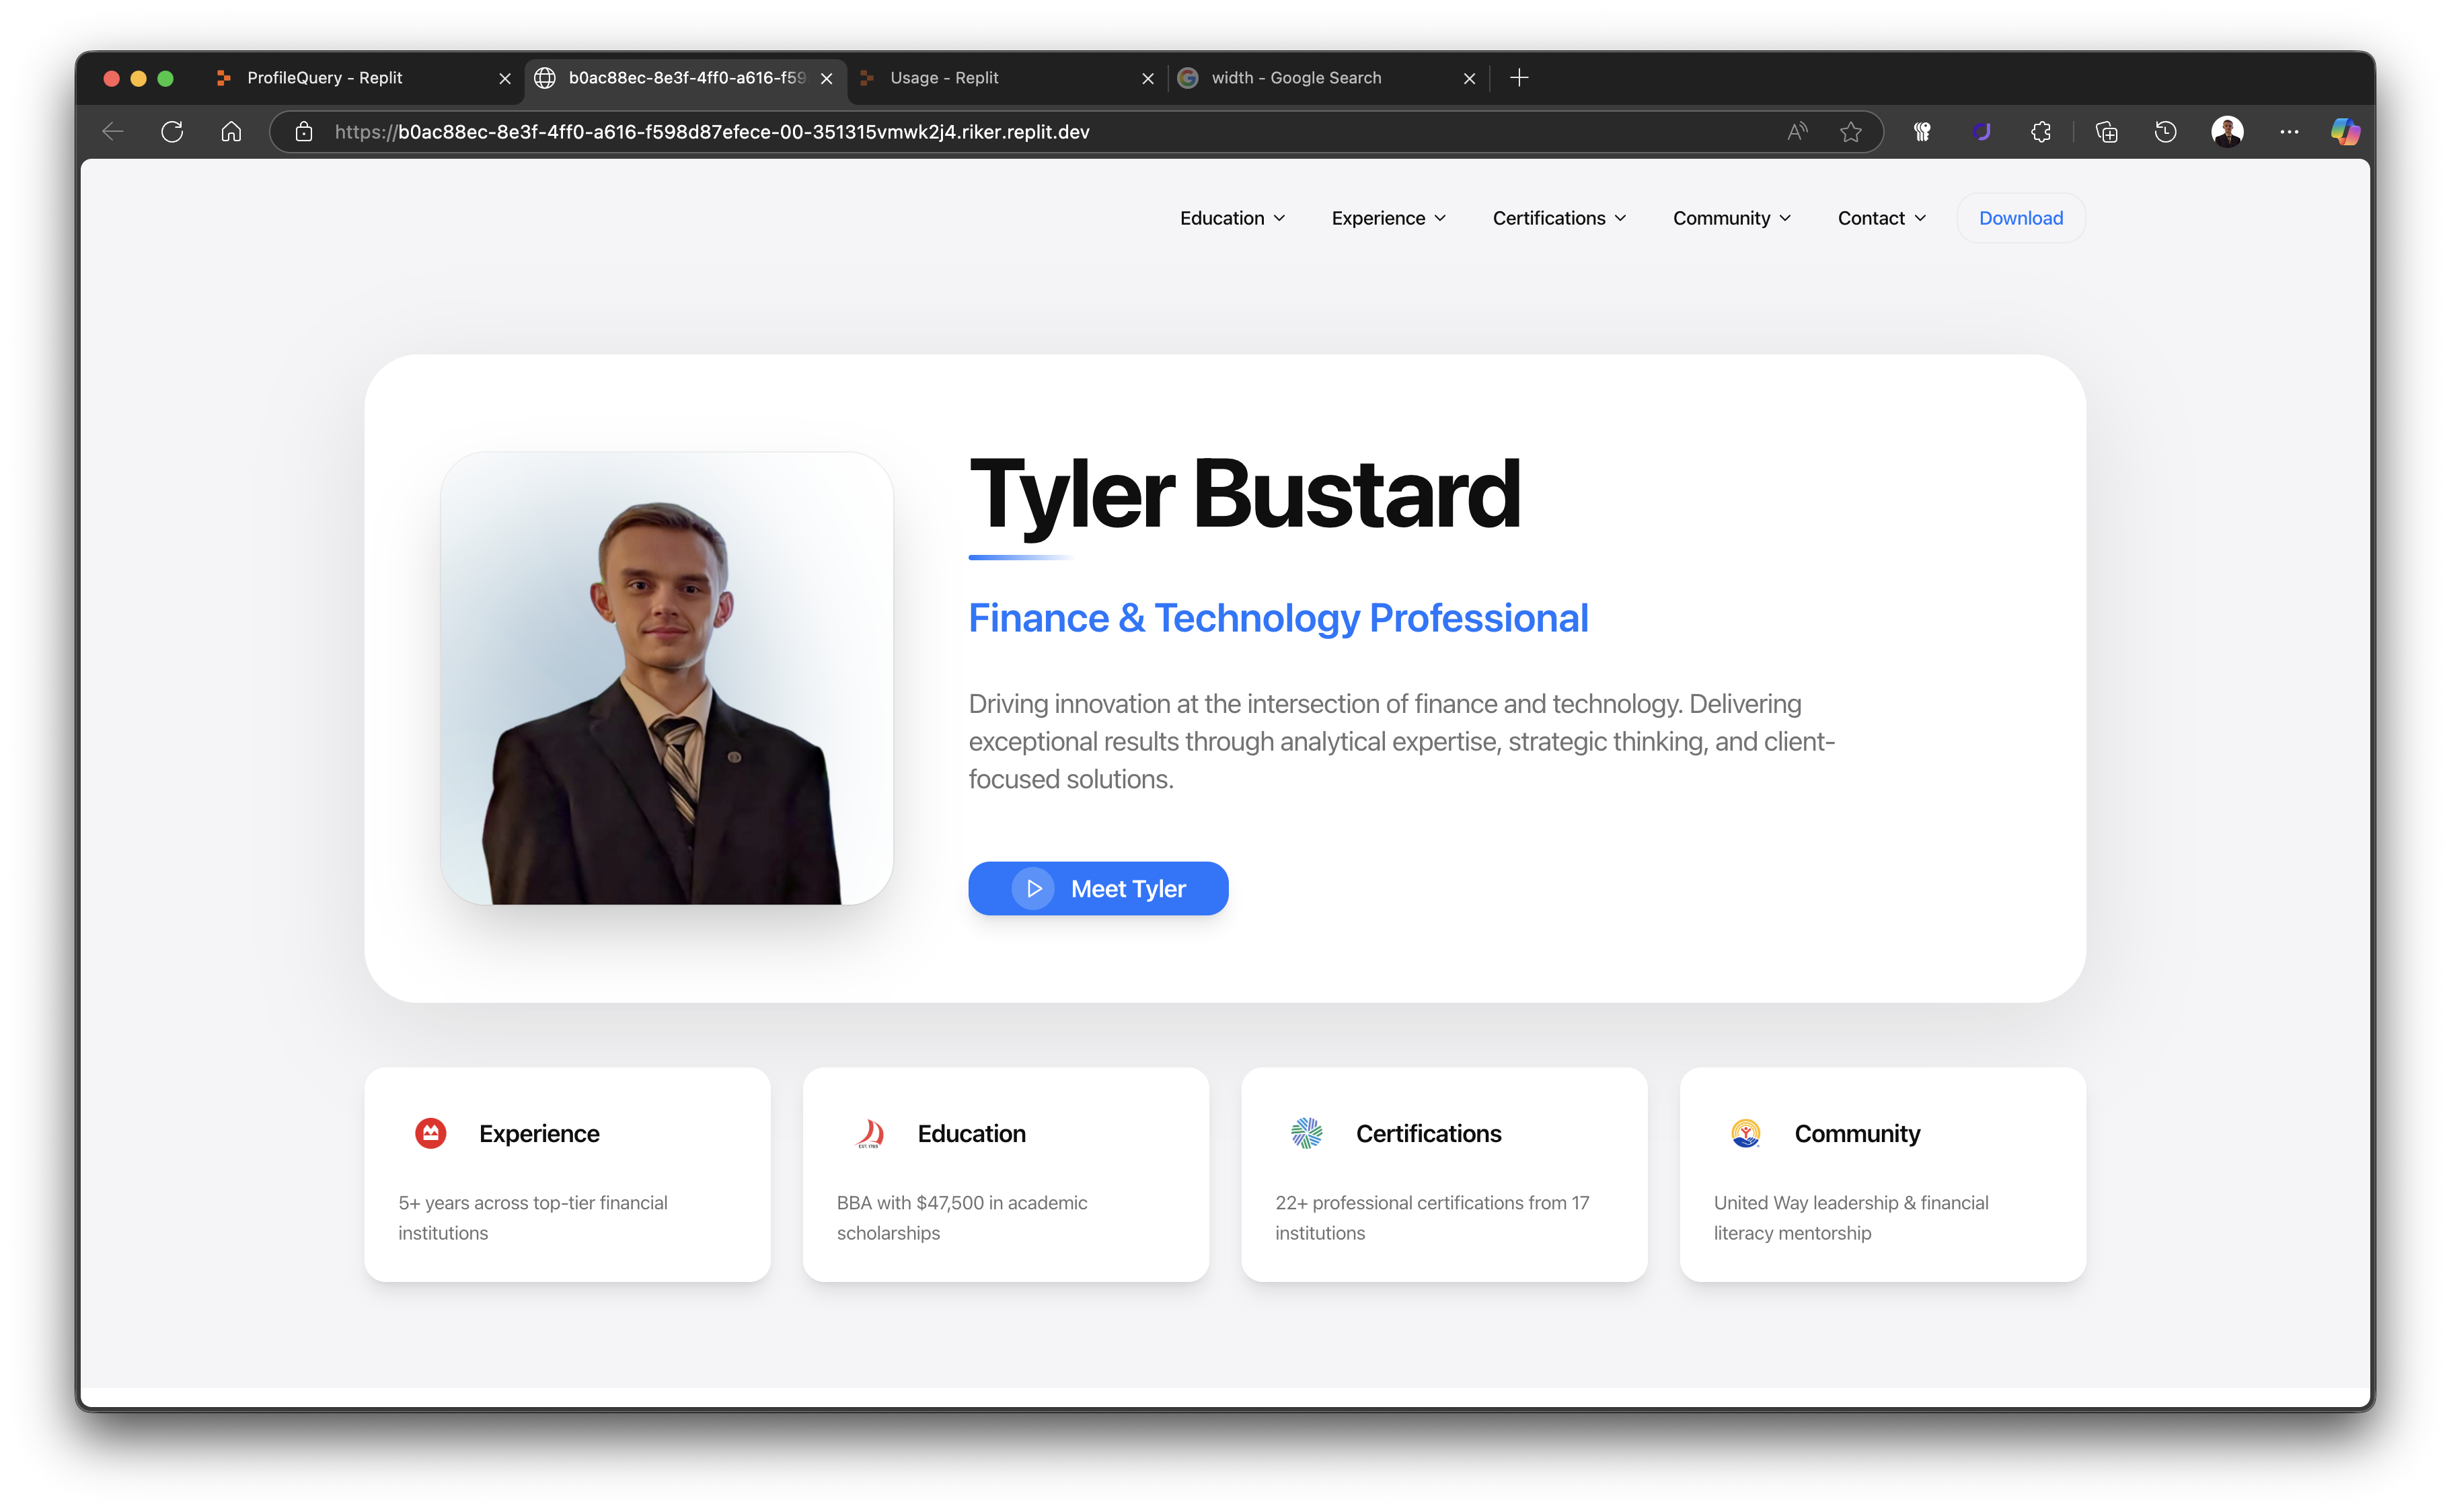 ProfileQuery - Replit
b0ac88ec-8e3f-4ff0-a616-f59
Usage - Replit
width - Google Search
https://b0ac88ec-8e3f-4ff0-a616-f598d87efece-00-351315vmwk2j4.riker.replit.dev
Education
Experience
Certifications
Community
Contact
Download
Tyler Bustard
Finance & Technology Professional
Driving innovation at the intersection of finance and technology. Delivering
exceptional results through analytical expertise, strategic thinking, and client-
focused solutions.
Meet Tyler
Experience
5+ years across top-tier financial
institutions
EST. 1785
Education
BBA with $47,500 in academic
scholarships
Certifications
22+ professional certifications from 17
institutions
Community
United Way leadership & financial
literacy mentorship